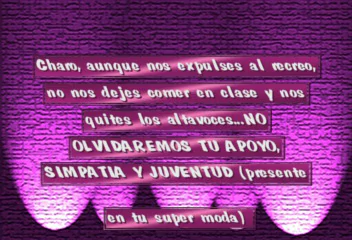 Charo, aunque nos expulses al recreo,
no nos dejes comer en clase y nos
quites los altavoces...NO
OLVIDAREMOS TU APOYO,
SIMPATIA Y JUVENTUD (presente
en tu super moda)